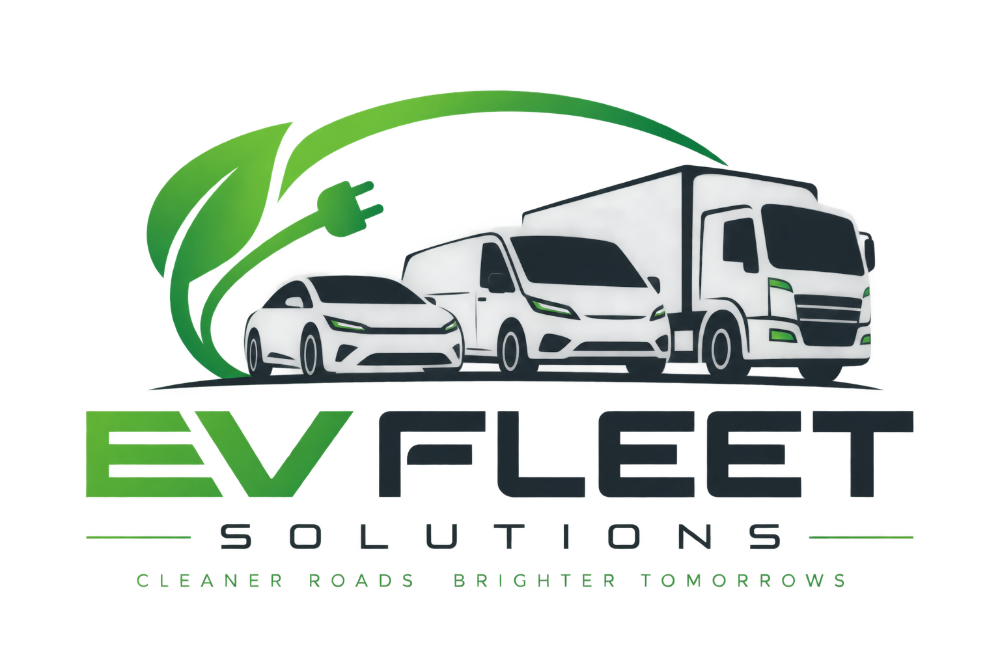 EV FLEET
SOLUTIONS
CLEANER ROADS BRIGHTER TOMORROWS